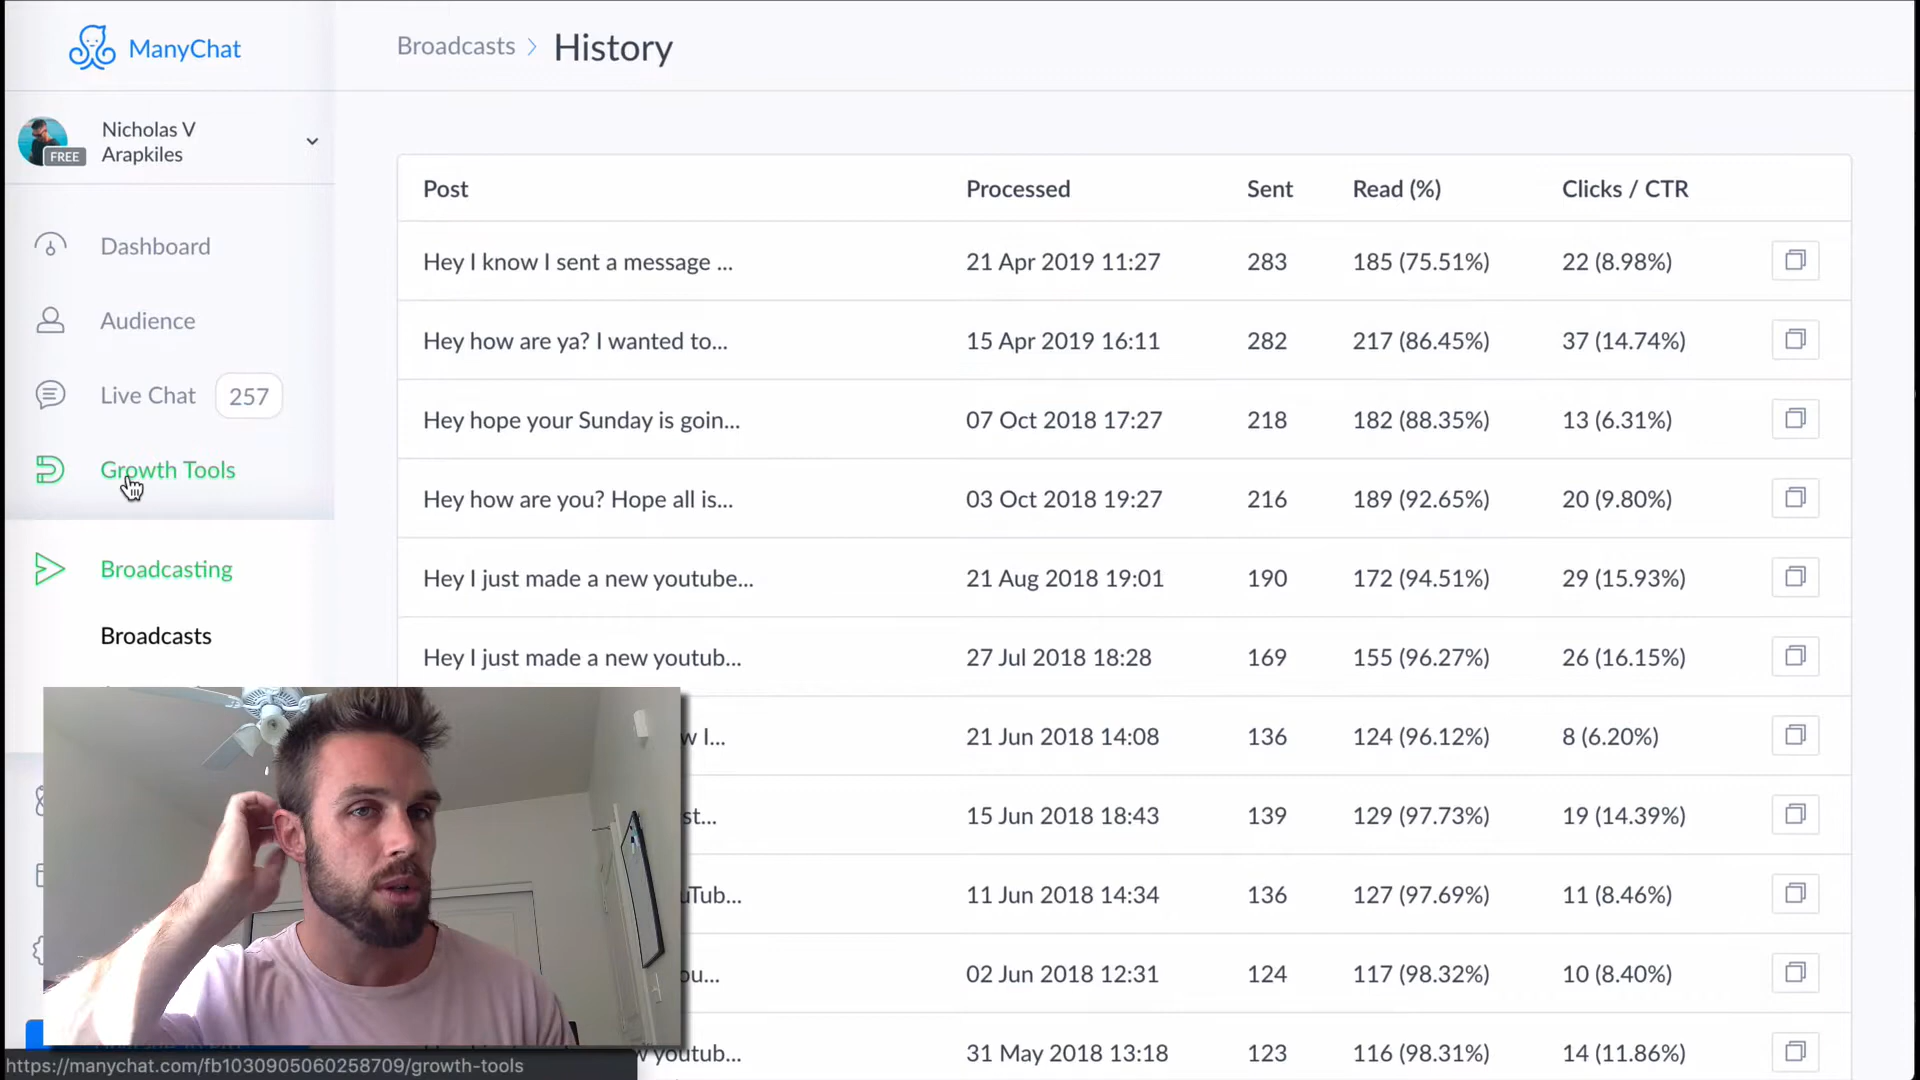 ManyChat
Broadcasts > History
Nicholas V
Arapkiles
FREE
Dashboard
Audience
Live Chat 257
Growth Tools
Broadcasting
Broadcasts
Post Processed Sent Read (%) Clicks / CTR
Hey I know I sent a message ... 21 Apr 2019 11:27 283 185 (75.51%) 22 (8.98%)
Hey how are ya? I wanted to... 15 Apr 2019 16:11 282 217 (86.45%) 37 (14.74%)
Hey hope your Sunday is goin... 07 Oct 2018 17:27 218 182 (88.35%) 13 (6.31%)
Hey how are you? Hope all is... 03 Oct 2018 19:27 216 189 (92.65%) 20 (9.80%)
Hey I just made a new youtube... 21 Aug 2018 19:01 190 172 (94.51%) 29 (15.93%)
Hey I just made a new youtub... 27 Jul 2018 18:28 169 155 (96.27%) 26 (16.15%)
I... 21 Jun 2018 14:08 136 124 (96.12%) 8 (6.20%)
st... 15 Jun 2018 18:43 139 129 (97.73%) 19 (14.39%)
uTub... 11 Jun 2018 14:34 136 127 (97.69%) 11 (8.46%)
ou... 02 Jun 2018 12:31 124 117 (98.32%) 10 (8.40%)
youtub... 31 May 2018 13:18 123 116 (98.31%) 14 (11.86%)
https://manychat.com/fb1030905060258709/growth-tools